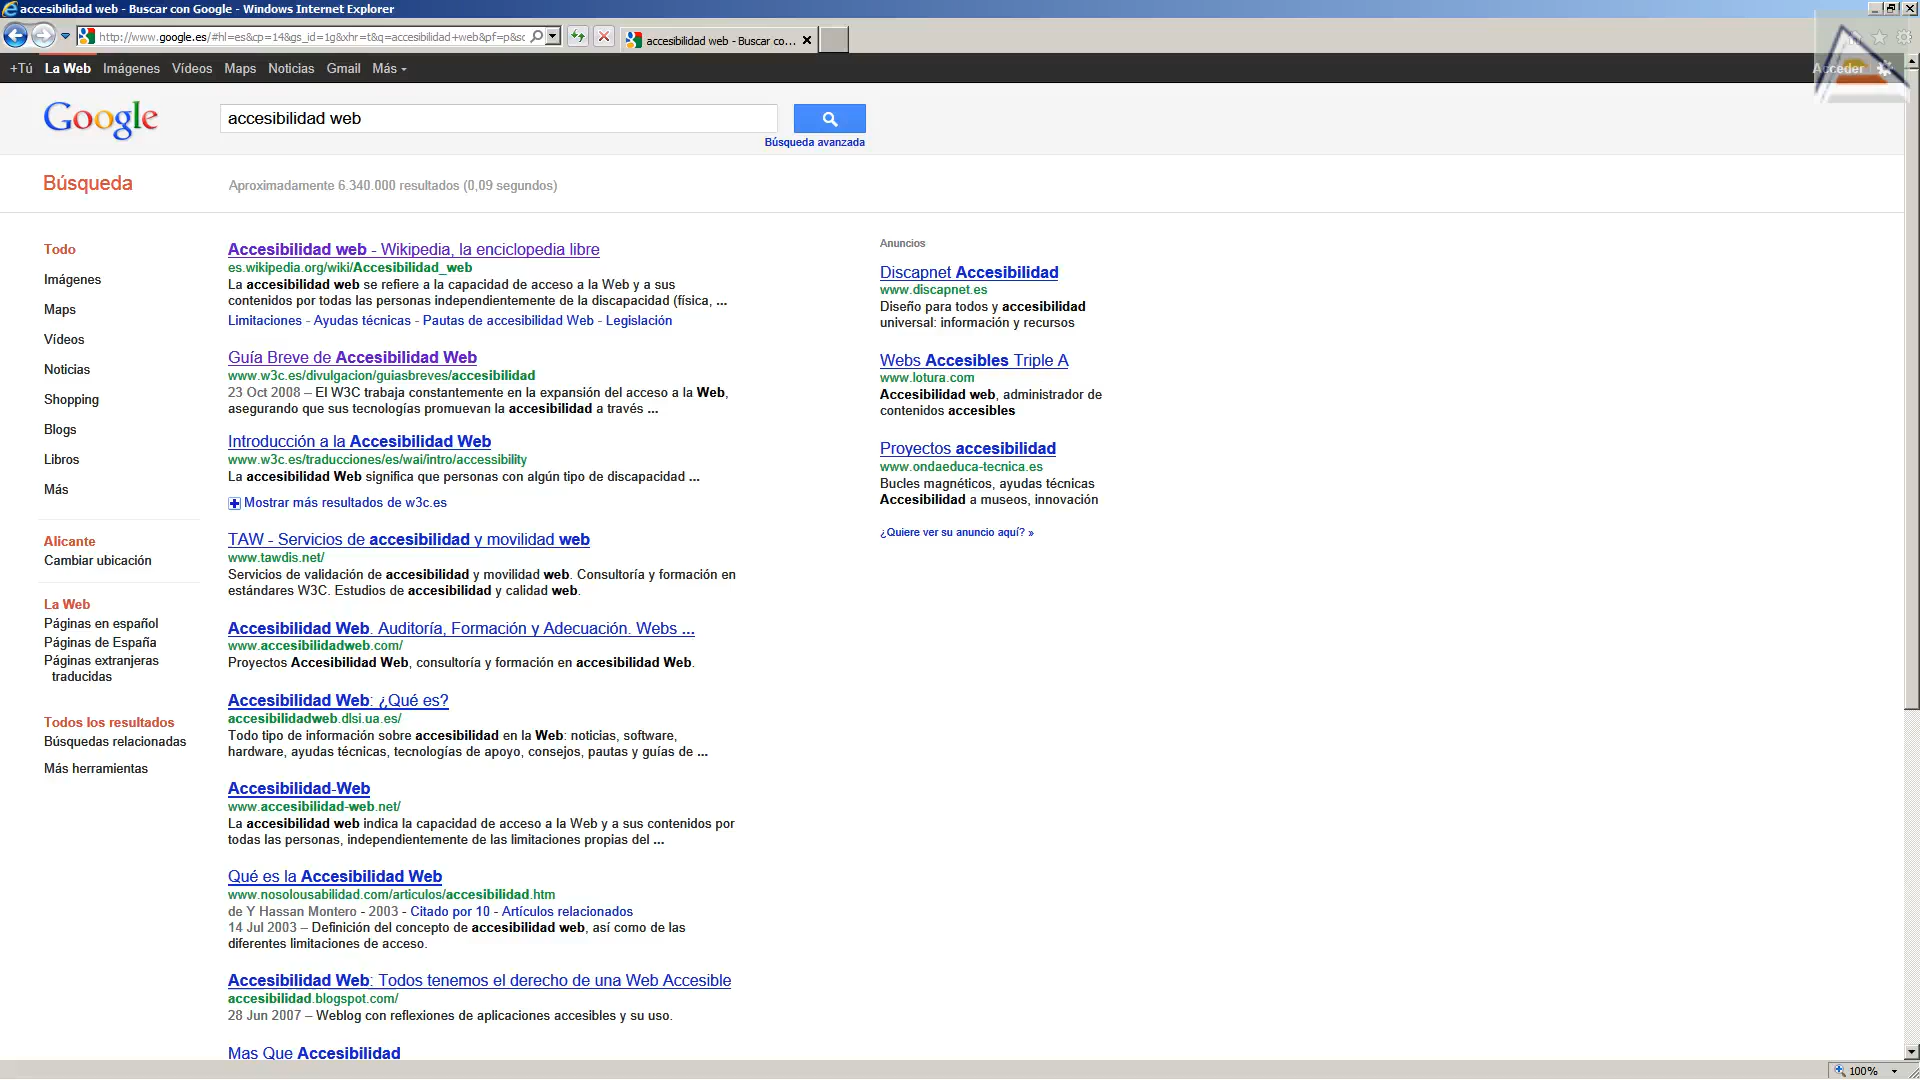 accesibilidad web - Buscar con Google - Windows Internet Explorer
http://www.google.es/#hl=es&cp=14&gs_id=1g&xhr=t&q=accesibilidad+web&pf=p&sc
accesibilidad web - Buscar co...
+Tú La Web Imágenes Vídeos Maps Noticias Gmail Más
Acceder
Google
accesibilidad web
Búsqueda avanzada
Búsqueda
Aproximadamente 6.340.000 resultados (0,09 segundos)
Todo
Imágenes
Maps
Vídeos
Noticias
Shopping
Blogs
Libros
Más
Alicante
Cambiar ubicación
La Web
Páginas en español
Páginas de España
Páginas extranjeras
traducidas
Todos los resultados
Búsquedas relacionadas
Más herramientas
Accesibilidad web - Wikipedia, la enciclopedia libre
es.wikipedia.org/wiki/Accesibilidad_web
La accesibilidad web se refiere a la capacidad de acceso a la Web y a sus
contenidos por todas las personas independientemente de la discapacidad (física, ...
Limitaciones - Ayudas técnicas - Pautas de accesibilidad Web - Legislación
Guía Breve de Accesibilidad Web
www.w3c.es/divulgacion/guiasbreves/accesibilidad
23 Oct 2008 – El W3C trabaja constantemente en la expansión del acceso a la Web,
asegurando que sus tecnologías promuevan la accesibilidad a través ...
Introducción a la Accesibilidad Web
www.w3c.es/traducciones/es/wai/intro/accessibility
La accesibilidad Web significa que personas con algún tipo de discapacidad ...
Mostrar más resultados de w3c.es
TAW - Servicios de accesibilidad y movilidad web
www.tawdis.net/
Servicios de validación de accesibilidad y movilidad web. Consultoría y formación en
estándares W3C. Estudios de accesibilidad y calidad web.
Accesibilidad Web. Auditoría, Formación y Adecuación. Webs ...
www.accesibilidadweb.com/
Proyectos Accesibilidad Web, consultoría y formación en accesibilidad Web.
Accesibilidad Web: ¿Qué es?
accesibilidadweb.dlsi.ua.es/
Todo tipo de información sobre accesibilidad en la Web: noticias, software,
hardware, ayudas técnicas, tecnologías de apoyo, consejos, pautas y guías de ...
Accesibilidad-Web
www.accesibilidad-web.net/
La accesibilidad web indica la capacidad de acceso a la Web y a sus contenidos por
todas las personas, independientemente de las limitaciones propias del ...
Qué es la Accesibilidad Web
www.nosolousabilidad.com/articulos/accesibilidad.htm
de Y Hassan Montero - 2003 - Citado por 10 - Artículos relacionados
14 Jul 2003 – Definición del concepto de accesibilidad web, así como de las
diferentes limitaciones de acceso.
Accesibilidad Web: Todos tenemos el derecho de una Web Accesible
accesibilidad.blogspot.com/
28 Jun 2007 – Weblog con reflexiones de aplicaciones accesibles y su uso.
Mas Que Accesibilidad
Anuncios
Discapnet Accesibilidad
www.discapnet.es
Diseño para todos y accesibilidad
universal: información y recursos
Webs Accesibles Triple A
www.lotura.com
Accesibilidad web, administrador de
contenidos accesibles
Proyectos accesibilidad
www.ondaeduca-tecnica.es
Bucles magnéticos, ayudas técnicas
Accesibilidad a museos, innovación
¿Quiere ver su anuncio aquí? »
100%